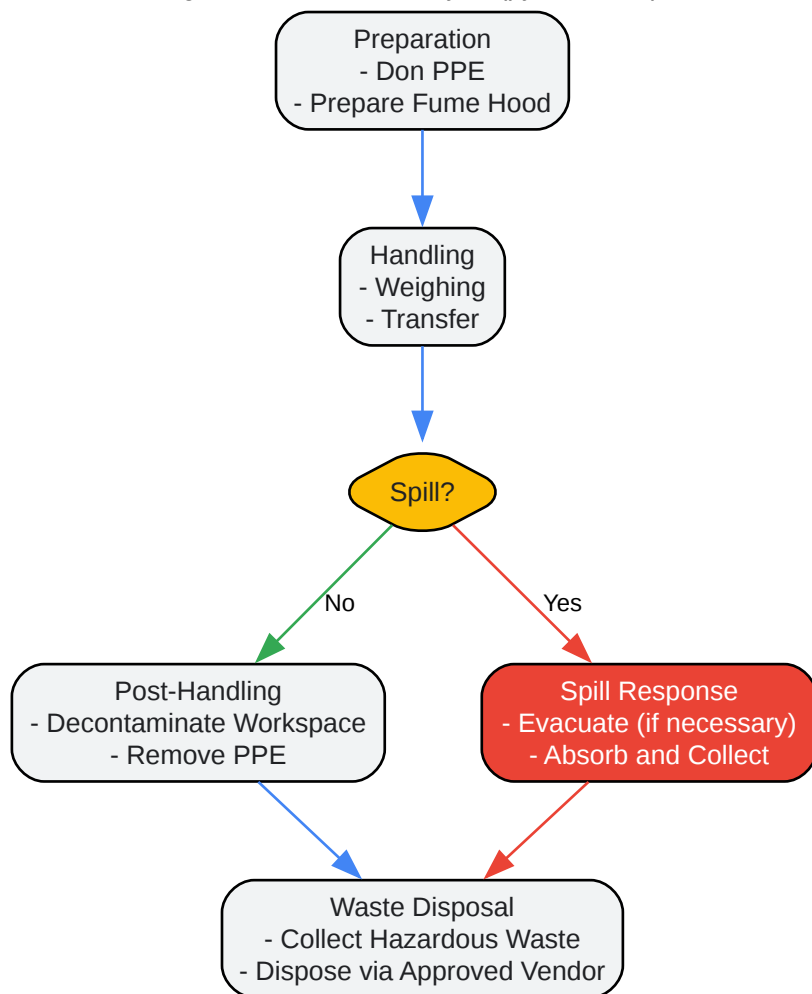 Preparation
- Don PPE
- Prepare Fume Hood
Handling
- Weighing
- Transfer
Spill?
No
Yes
Post-Handling
- Decontaminate Workspace
- Remove PPE
Spill Response
- Evacuate (if necessary)
- Absorb and Collect
Waste Disposal
- Collect Hazardous Waste
- Dispose via Approved Vendor